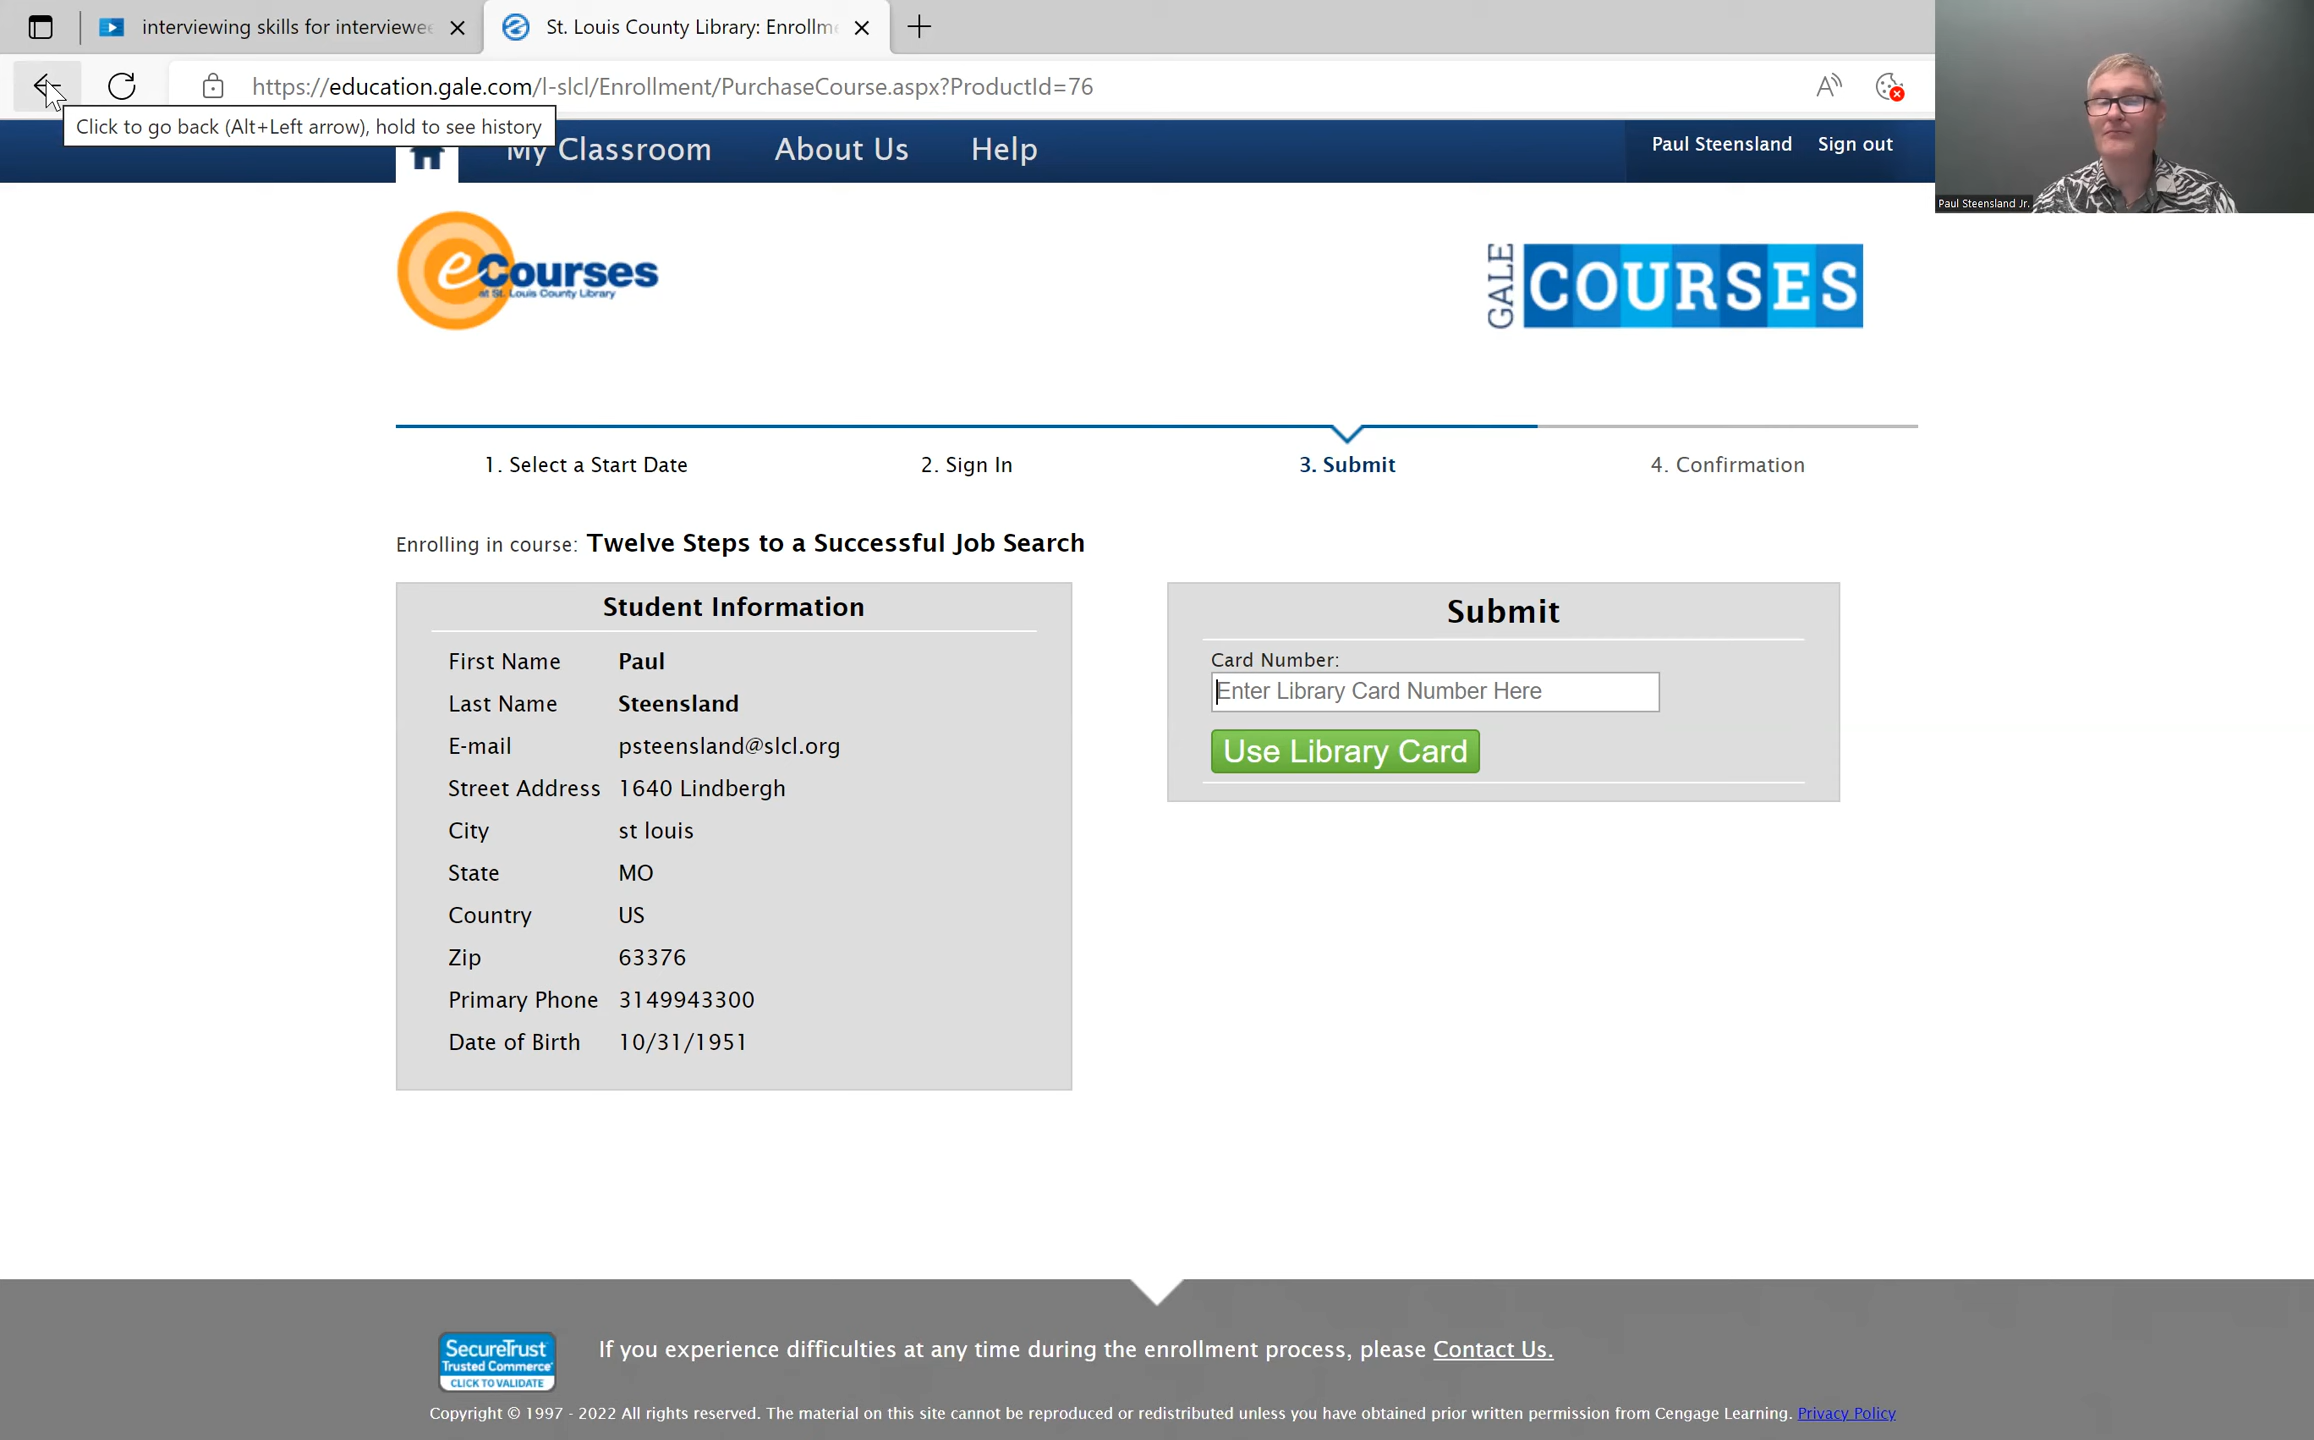 interviewing skills for interviewee
St. Louis County Library: Enrollm
https://education.gale.com/l-slcl/Enrollment/PurchaseCourse.aspx?ProductId=76
Click to go back (Alt+Left arrow), hold to see history
My Classroom
About Us
Help
Paul Steensland
Sign out
Paul Steensland Jr.
eCourses
at St. Louis County Library
GALE
COURSES
1. Select a Start Date
2. Sign In
3. Submit
4. Confirmation
Enrolling in course: Twelve Steps to a Successful Job Search
Student Information
First Name Paul
Last Name Steensland
E-mail psteensland@slcl.org
Street Address 1640 Lindbergh
City st louis
State MO
Country US
Zip 63376
Primary Phone 3149943300
Date of Birth 10/31/1951
Submit
Card Number:
Enter Library Card Number Here
Use Library Card
SecureTrust
Trusted Commerce
CLICK TO VALIDATE
If you experience difficulties at any time during the enrollment process, please Contact Us.
Copyright © 1997 - 2022 All rights reserved. The material on this site cannot be reproduced or redistributed unless you have obtained prior written permission from Cengage Learning. Privacy Policy